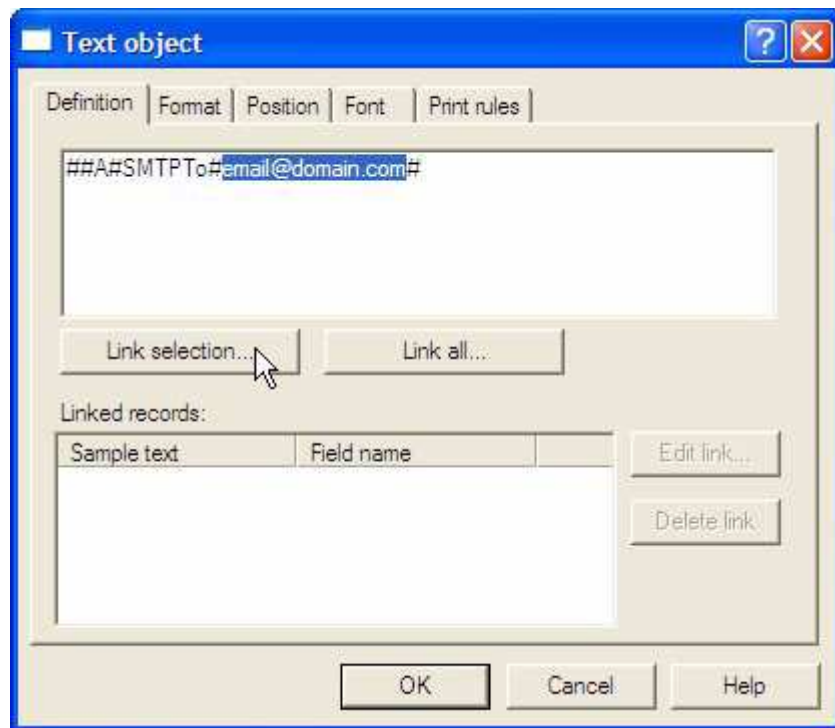 Text object
Definition Format Position Font Print rules
##A#SMTPTo#email@domain.com#
Link selection... Link all...
Linked records:
Sample text Field name
Edit link...
Delete link
OK Cancel Help